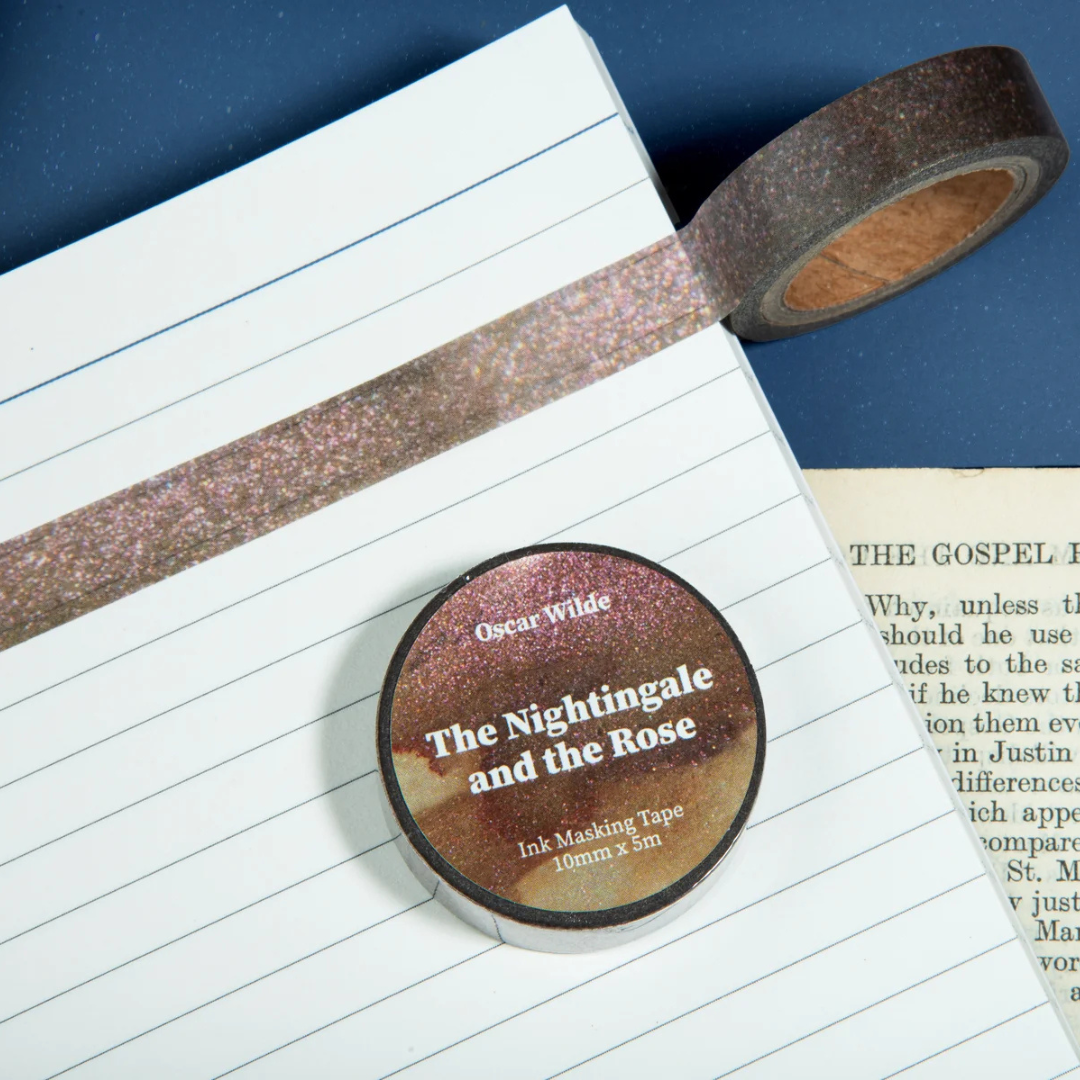 Oscar Wilde
The Nightingale
and the Rose
Ink Masking Tape
10mm x 5m
THE GOSPEL
Why, unless
should he use
to the
if he knew
them
in Justin
differences
compare
St.